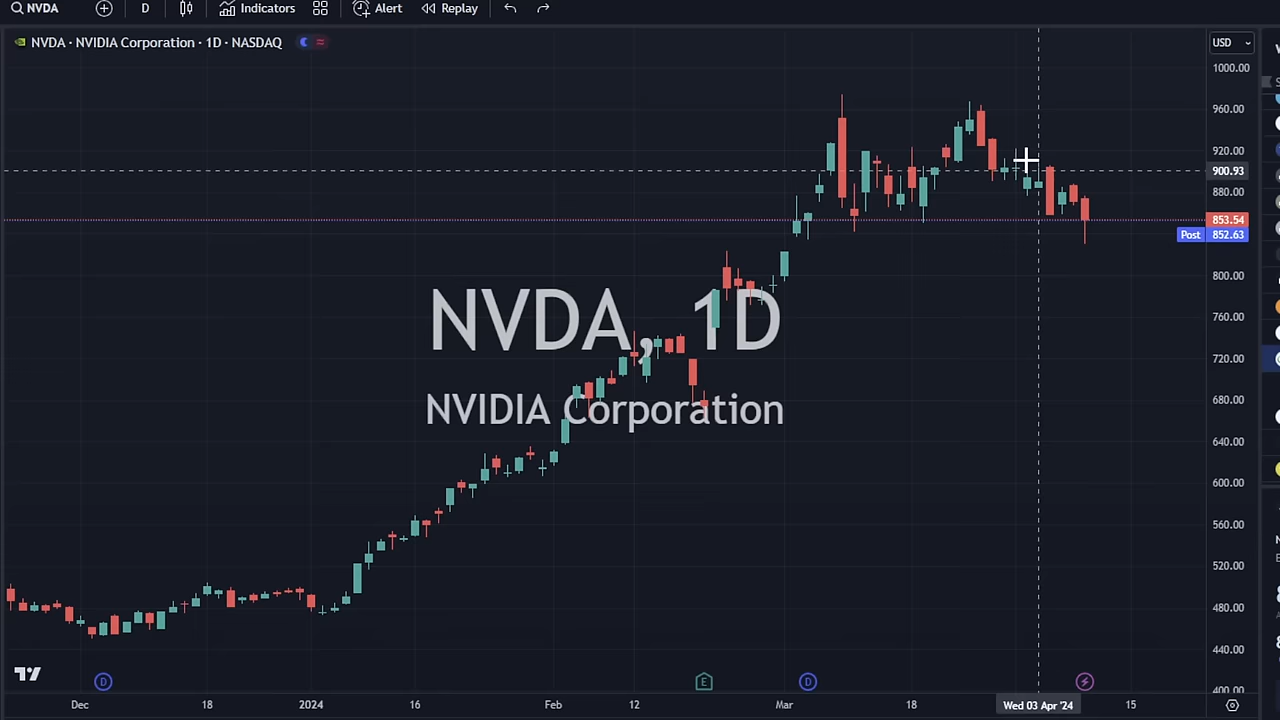 NVDA
D
Indicators
Alert
Replay
NVDA · NVIDIA Corporation · 1D · NASDAQ
USD
1000.00
960.00
920.00
900.93
880.00
853.54
Post 852.63
800.00
760.00
720.00
680.00
640.00
600.00
560.00
520.00
480.00
440.00
400.00
NVDA, 1D
NVIDIA Corporation
D
E
D
Dec
18
2024
16
Feb
12
Mar
18
Wed 03 Apr '24
15